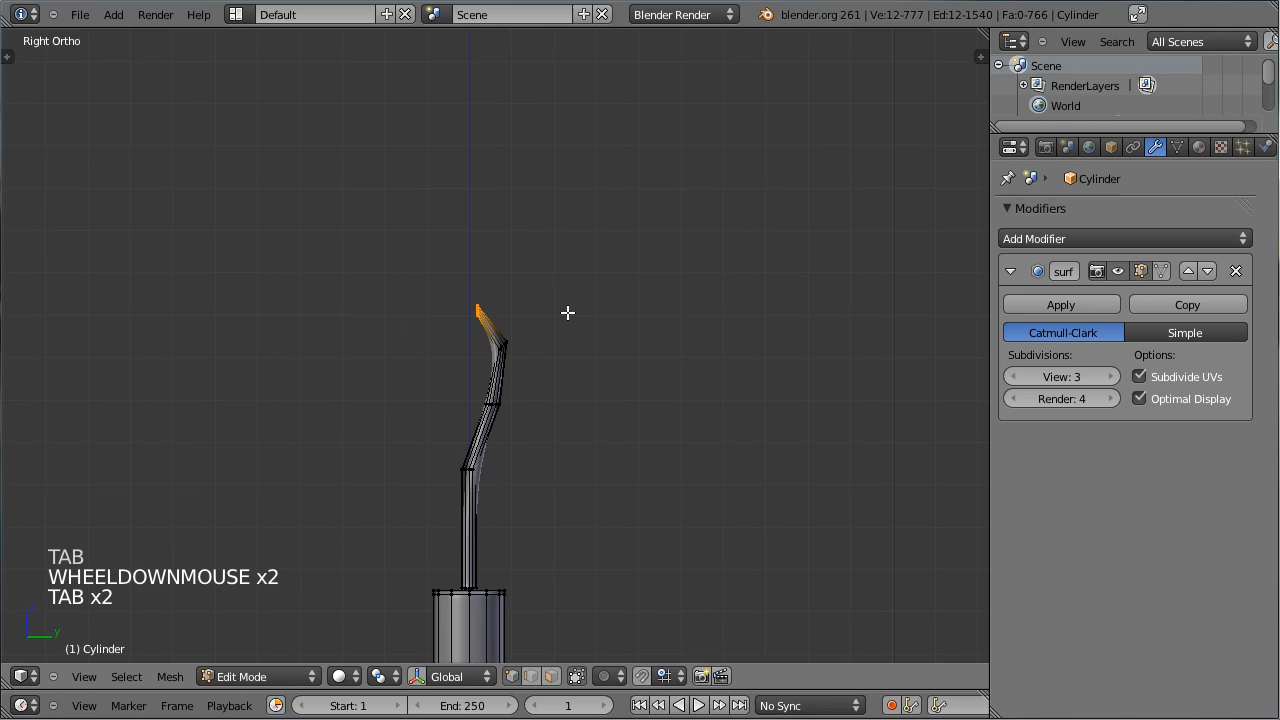 File Add Render Help Default Scene Blender Render blender.org 261 | Ve:12-777 | Ed:12-1540 | Fa:0-766 | Cylinder
Right Ortho
View Search All Scenes
Scene
RenderLayers |
World
Cylinder
Modifiers
Add Modifier
surf
Apply Copy
Catmull-Clark Simple
Subdivisions: Options:
View: 3 Subdivide UVs
Render: 4 Optimal Display
TAB
WHEELDOWNMOUSE x2
TAB x2
z
y
(1) Cylinder
View Select Mesh Edit Mode Global
View Marker Frame Playback Start: 1 End: 250 1 No Sync